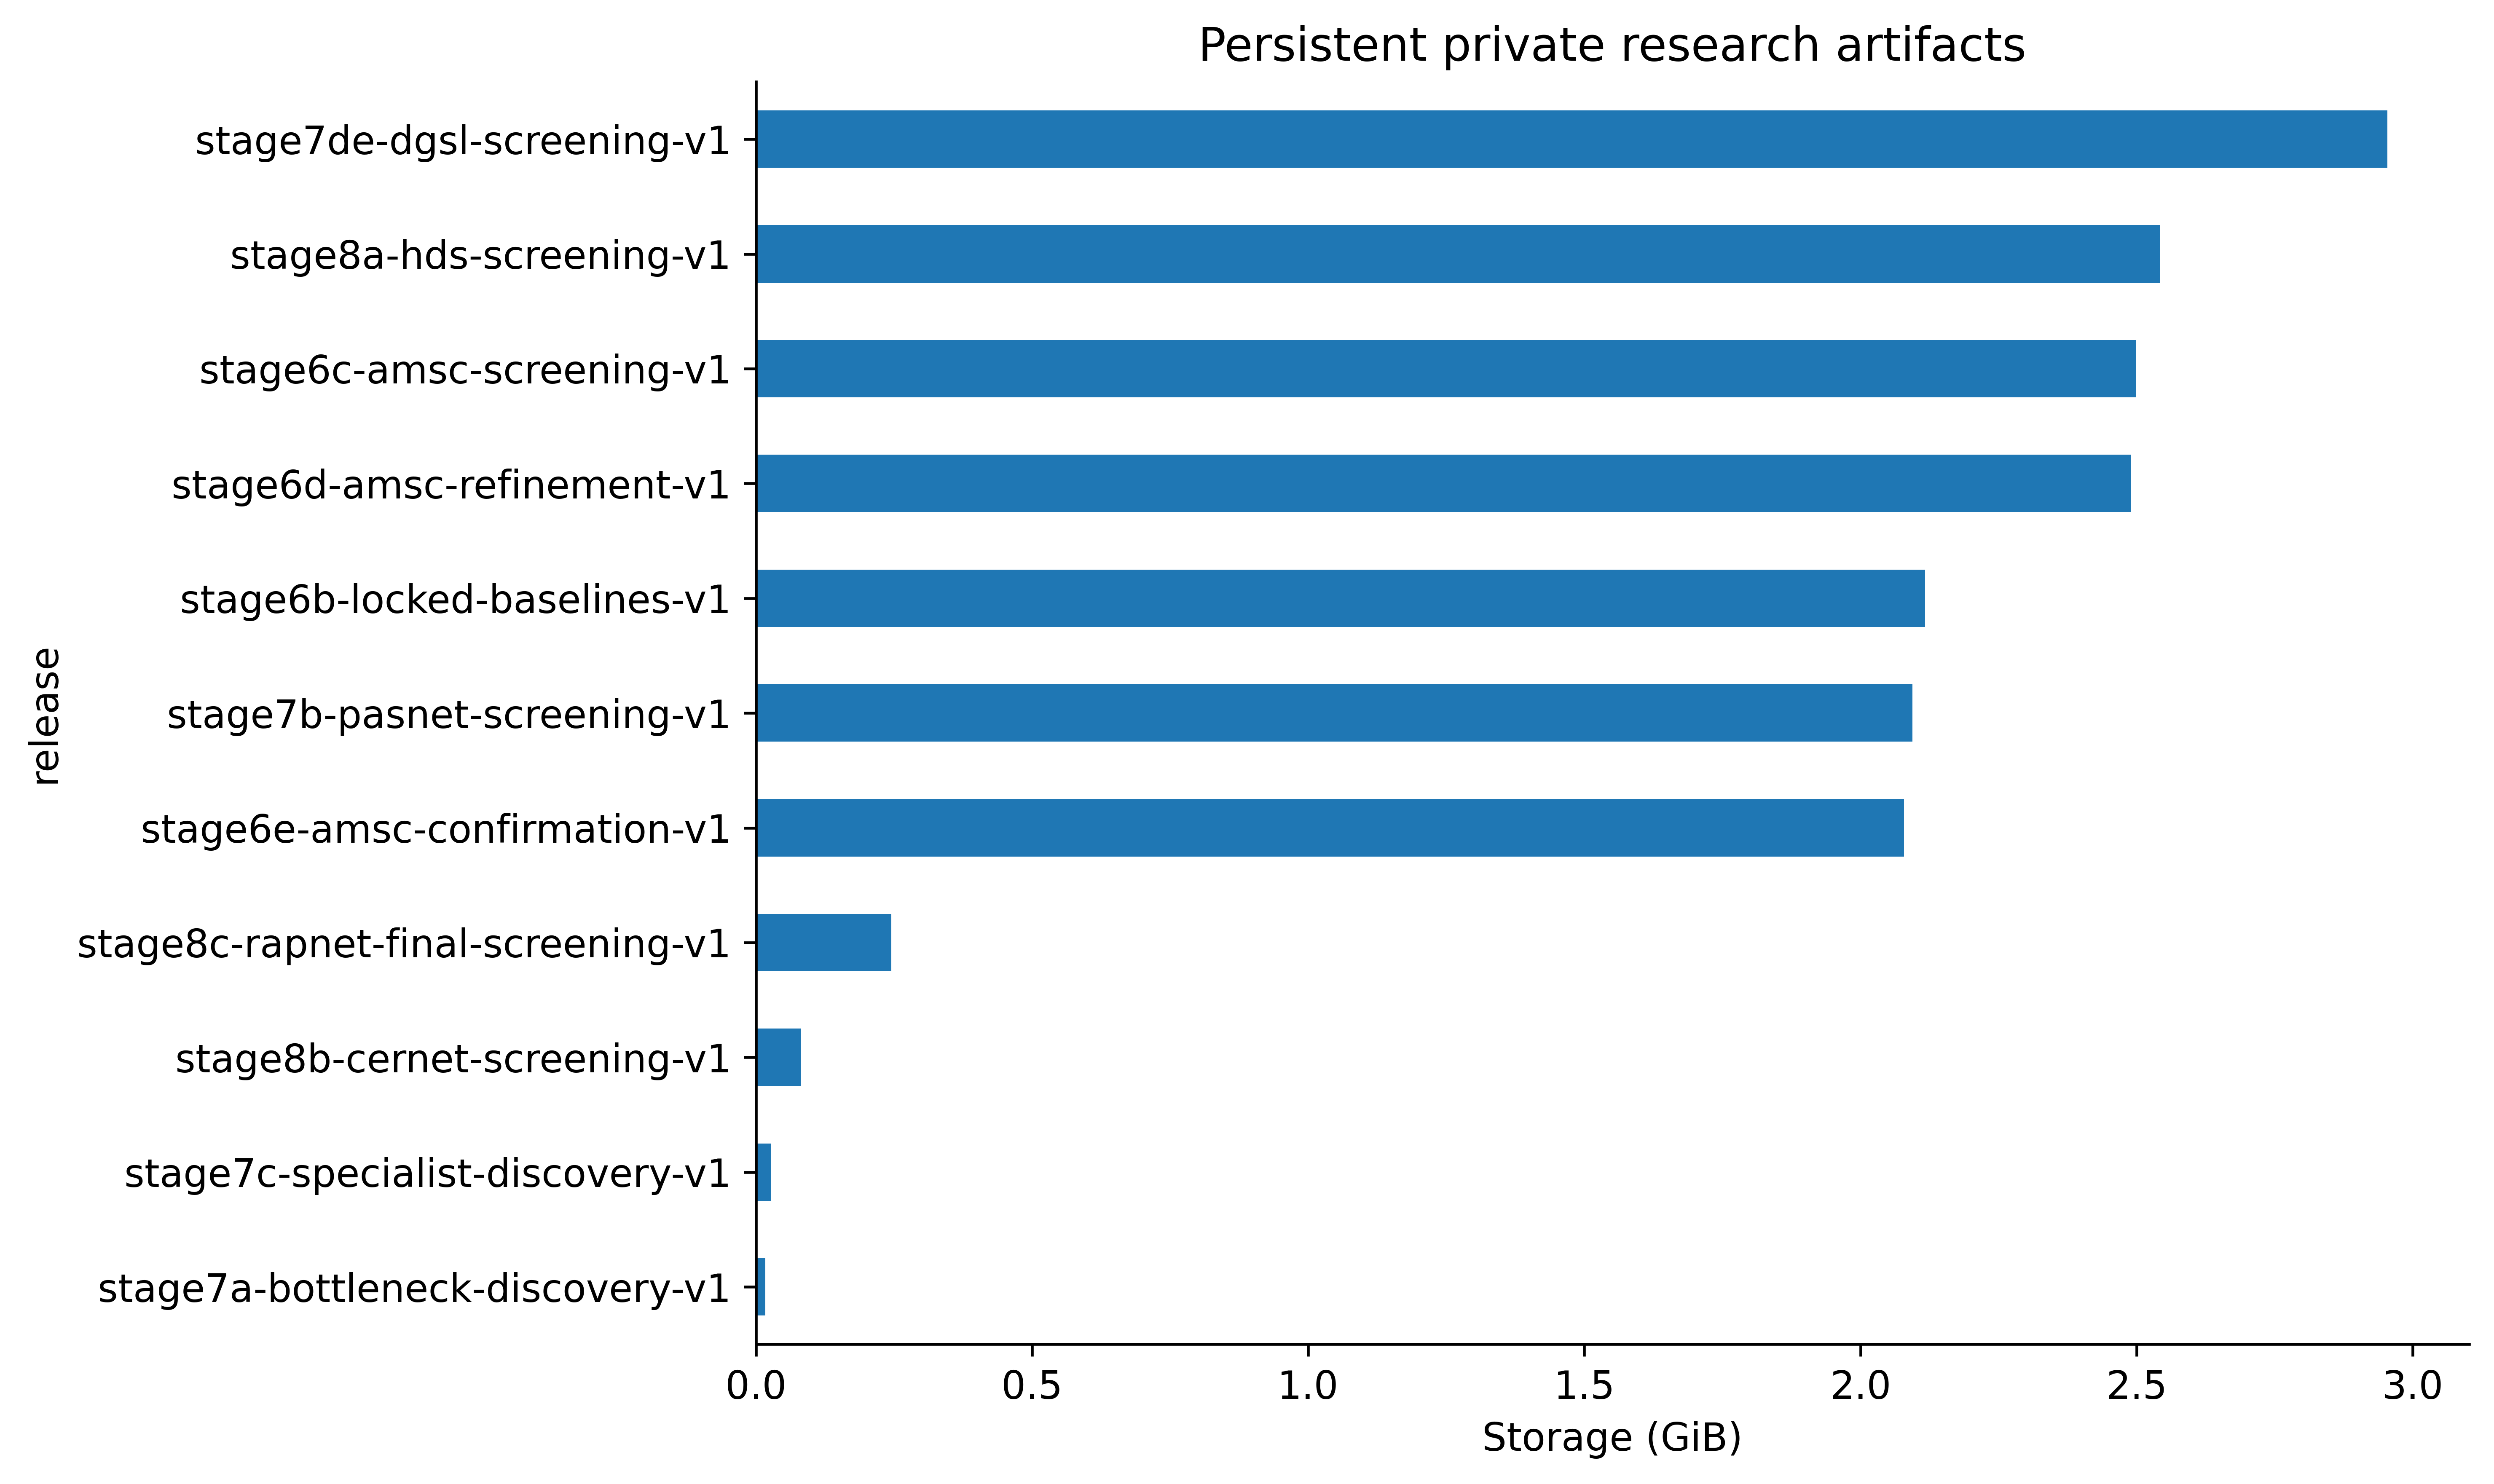 Persistent private research artifacts
stage7de-dgsl-screening-v1
stage8a-hds-screening-v1
stage6c-amsc-screening-v1
stage6d-amsc-refinement-v1
stage6b-locked-baselines-v1
stage7b-pasnet-screening-v1
stage6e-amsc-confirmation-v1
stage8c-rapnet-final-screening-v1
stage8b-cernet-screening-v1
stage7c-specialist-discovery-v1
stage7a-bottleneck-discovery-v1
release
0.0 0.5 1.0 1.5 2.0 2.5 3.0
Storage (GiB)